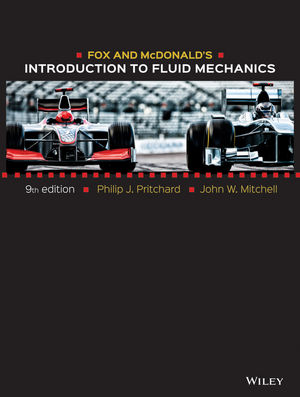 FOX AND McDONALD'S
INTRODUCTION TO FLUID MECHANICS
9th edition Philip J. Pritchard John W. Mitchell
WILEY